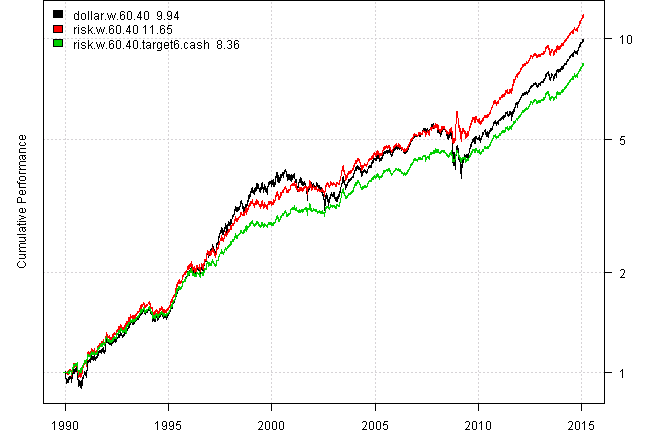 dollar.w.60.40  9.94
risk.w.60.40 11.65
risk.w.60.40.target6.cash  8.36
Cumulative Performance
10
5
2
1
1990 1995 2000 2005 2010 2015